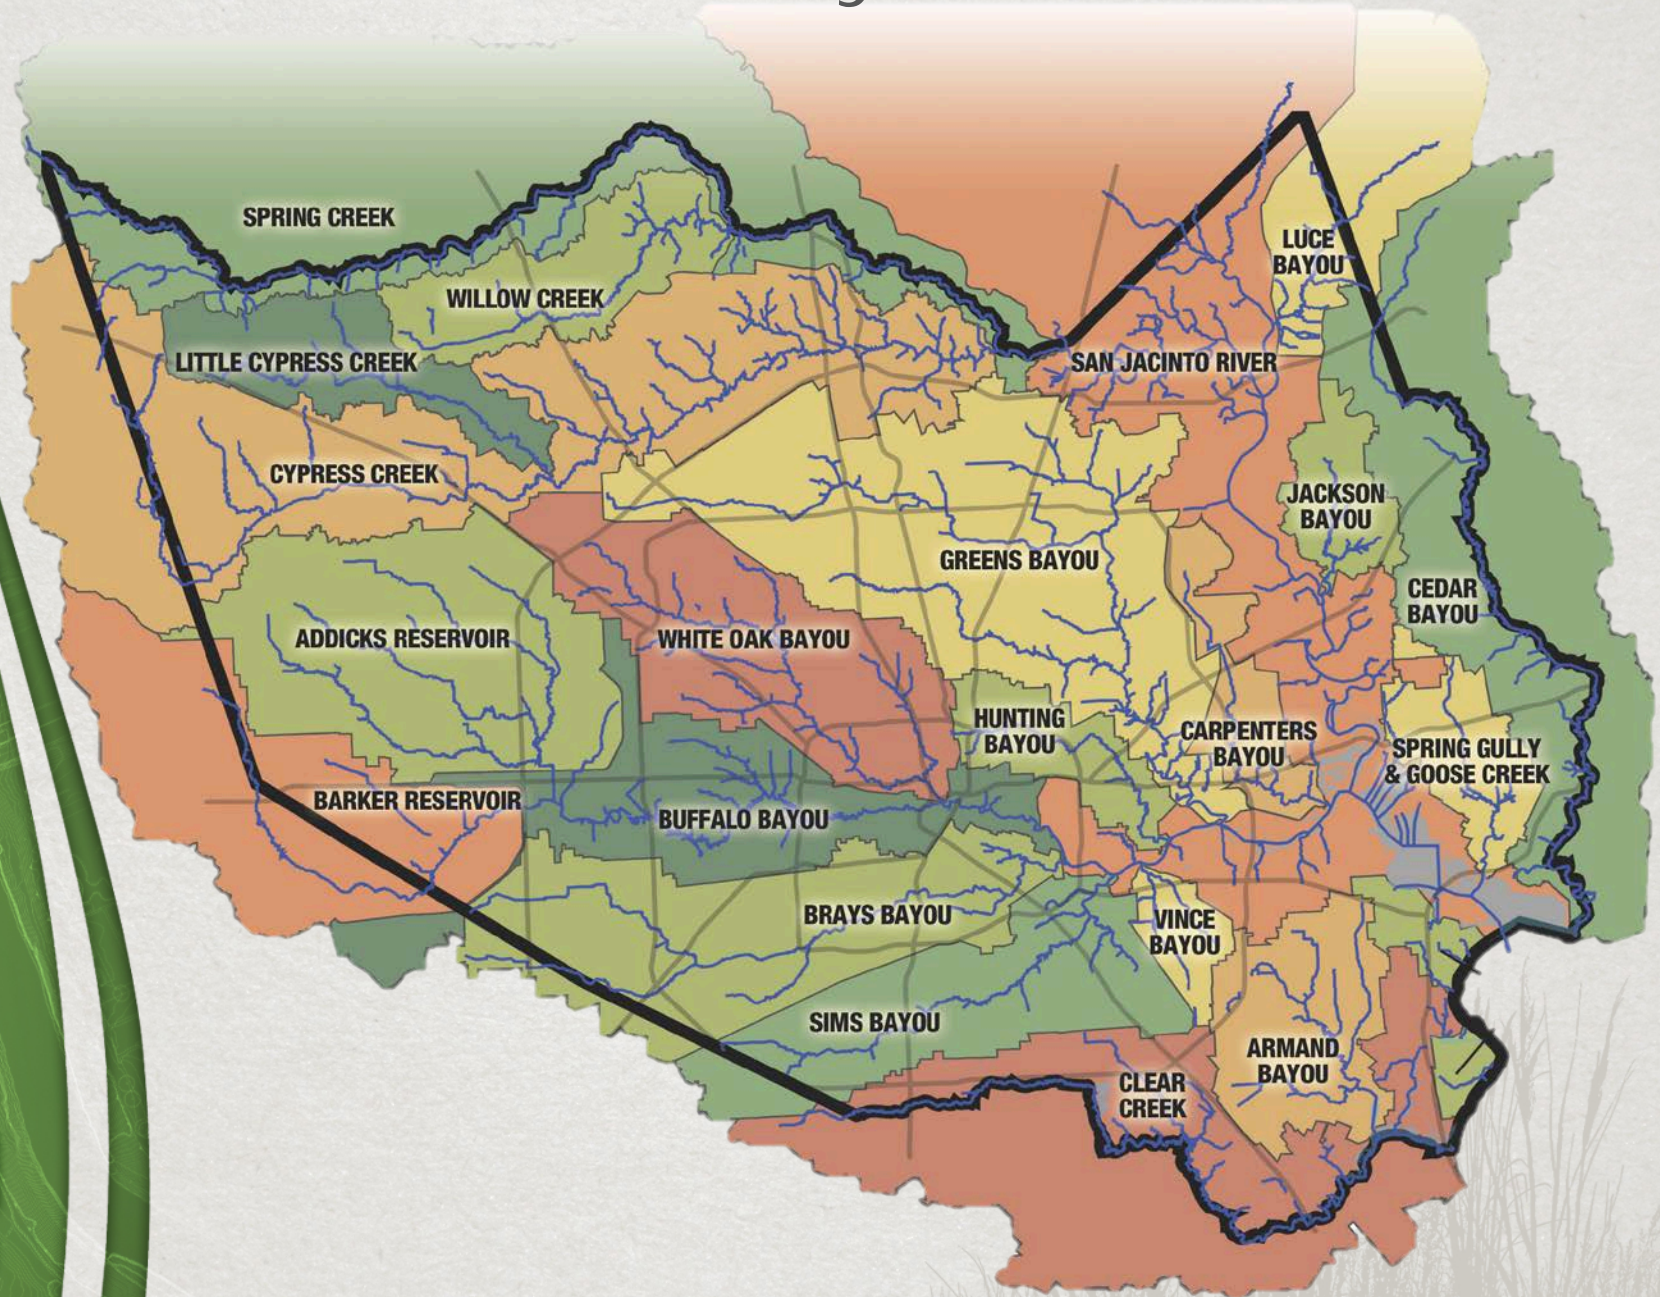 SPRING CREEK
LUCE
BAYOU
WILLOW CREEK
LITTLE CYPRESS CREEK
SAN JACINTO RIVER
CYPRESS CREEK
JACKSON
BAYOU
GREENS BAYOU
CEDAR
BAYOU
ADDICKS RESERVOIR
WHITE OAK BAYOU
HUNTING
BAYOU
CARPENTERS
BAYOU
SPRING GULLY
& GOOSE CREEK
BARKER RESERVOIR
BUFFALO BAYOU
BRAYS BAYOU
VINCE
BAYOU
SIMS BAYOU
ARMAND
BAYOU
CLEAR
CREEK